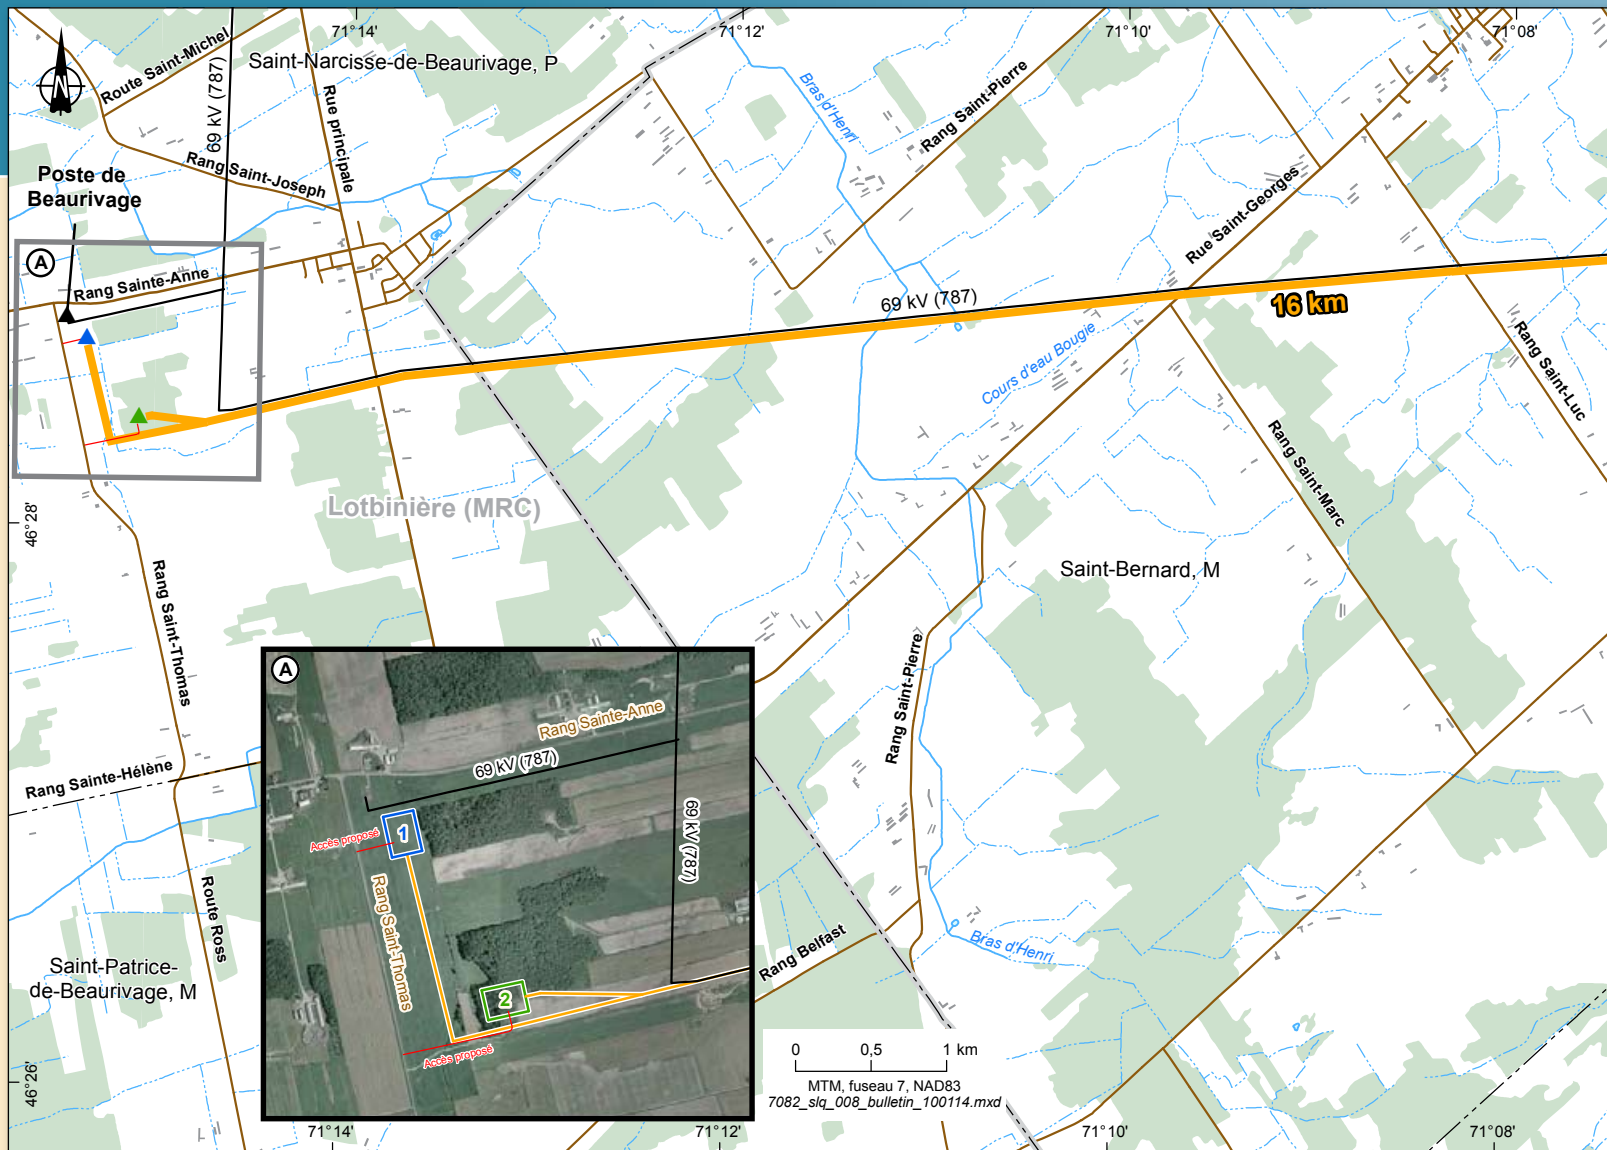 71°14'
71°12'
71°10'
71°08'
Route Saint-Michel
Saint-Narcisse-de-Beaurivage, P
69 kV (787)
Rue principale
Bras d'Henri
Rang Saint-Pierre
N
Rang Saint-Joseph
Poste de
Beaurivage
Rue Saint-Georges
A
Rang Sainte-Anne
69 kV (787)
16 km
Cours d'eau Bougie
Rang Saint-Luc
Rang Saint-Marc
Lotbinière (MRC)
46°28'
Saint-Bernard, M
Rang Saint-Thomas
Rang Saint-Pierre
A
Rang Sainte-Anne
69 kV (787)
Rang Sainte-Hélène
69 kV (787)
Accès proposé
1
Rang Saint-Thomas
Route Ross
Rang Belfast
Bras d'Henri
Saint-Patrice-
de-Beaurivage, M
2
Accès proposé
0 0,5 1 km
MTM, fuseau 7, NAD83
7082_slq_008_bulletin_100114.mxd
46°26'
71°14'
71°12'
71°10'
71°08'